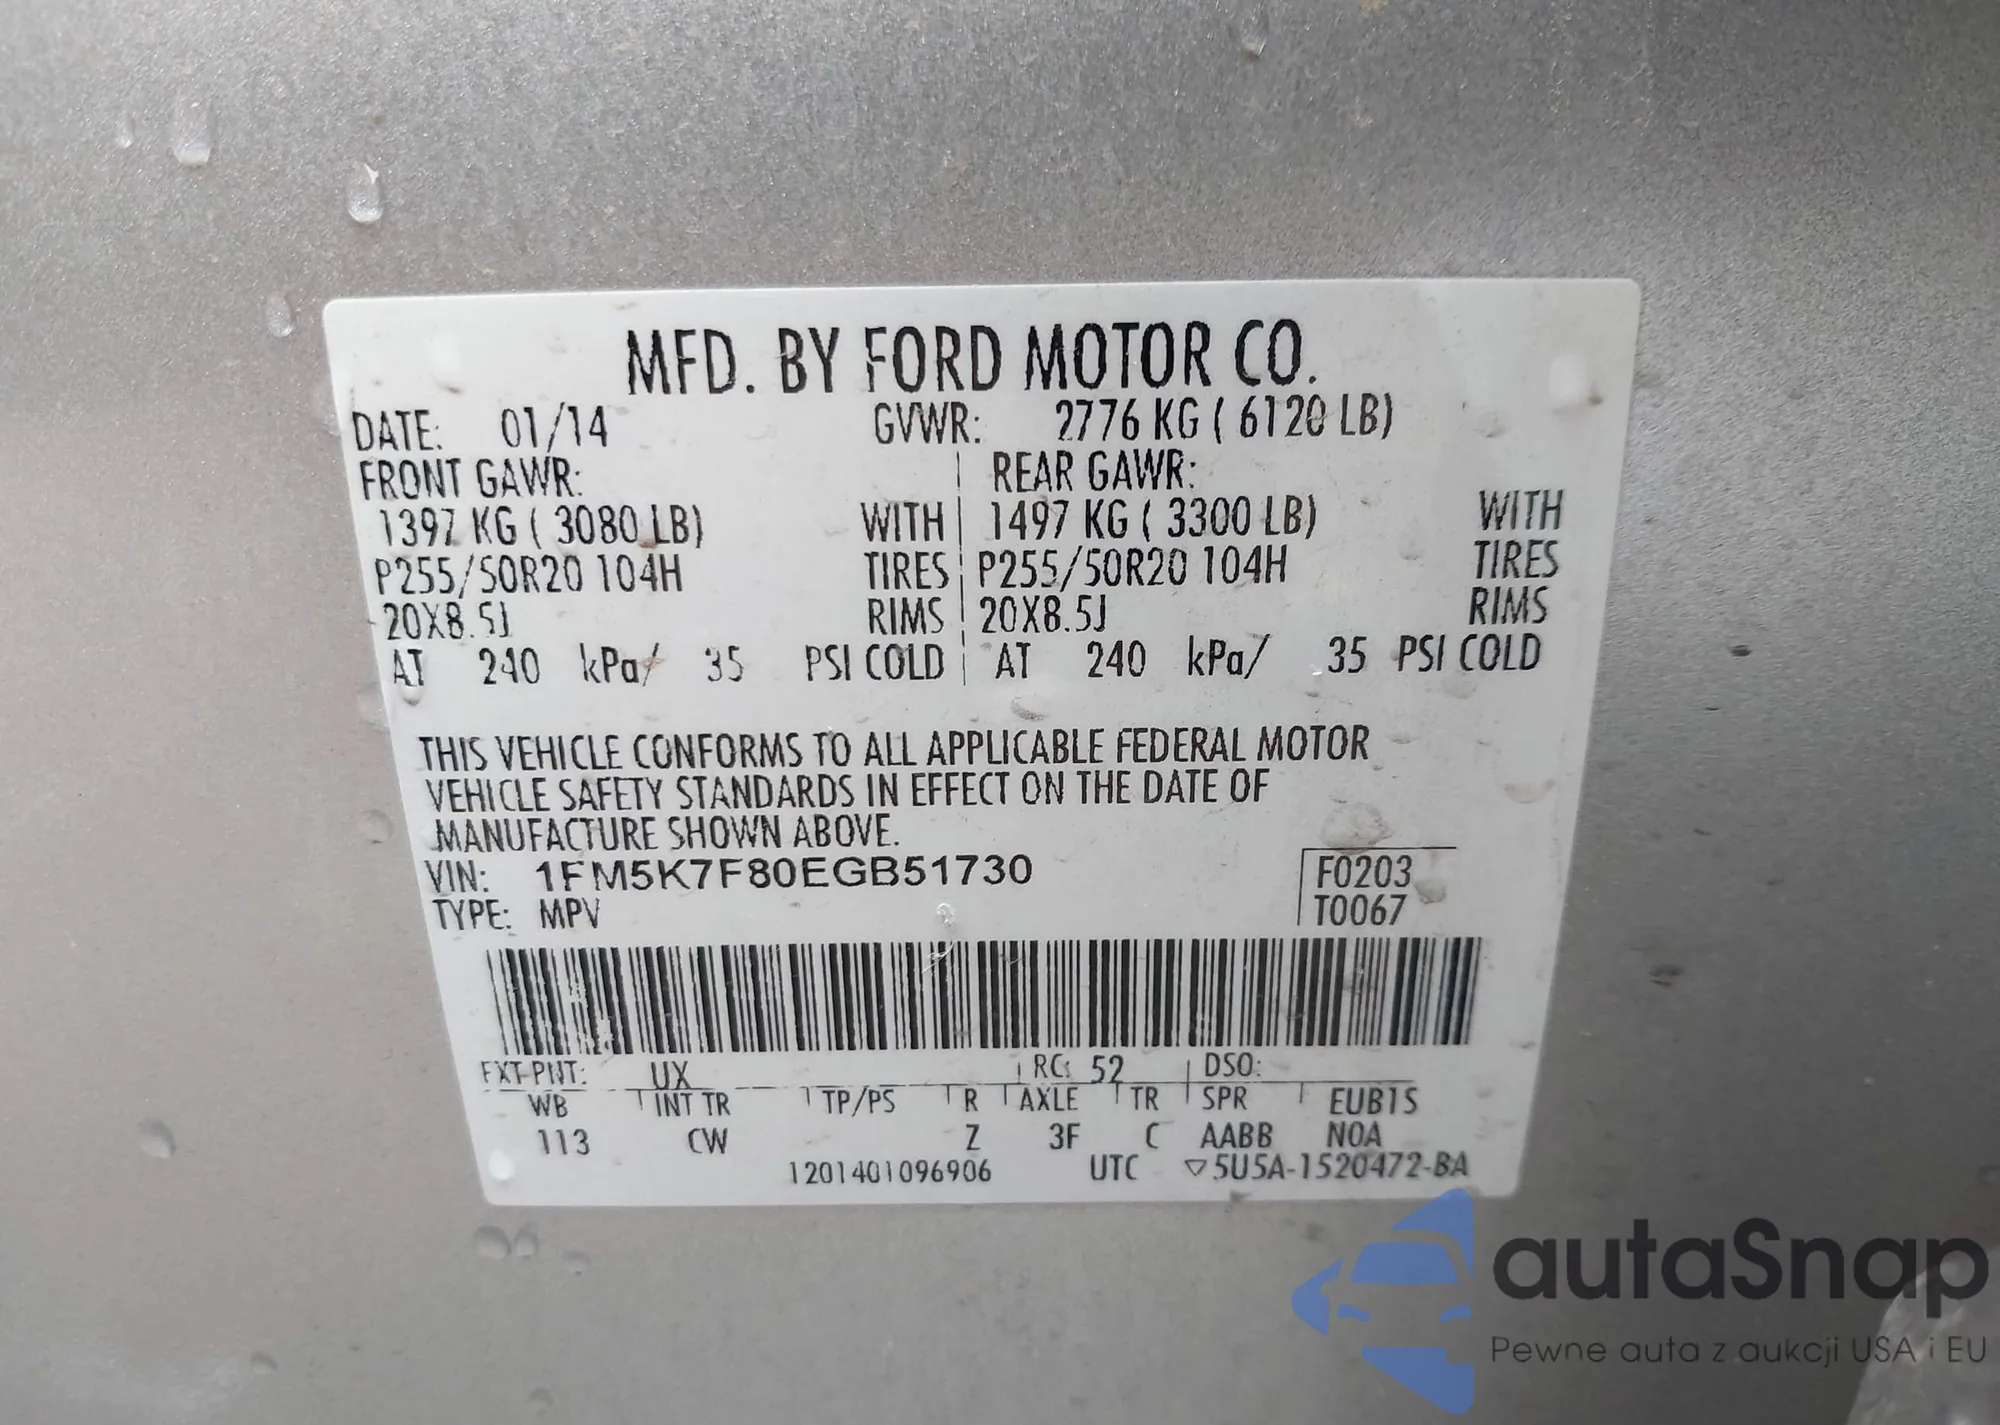 MFD. BY FORD MOTOR CO.
DATE: 01/14 GVWR: 2776 KG ( 6120 LB)
FRONT GAWR: REAR GAWR:
1397 KG ( 3080 LB) WITH 1497 KG ( 3300 LB) WITH
P255/50R20 104H TIRES P255/50R20 104H TIRES
20X8.5J RIMS 20X8.5J RIMS
AT 240 kPa/ 35 PSI COLD AT 240 kPa/ 35 PSI COLD
THIS VEHICLE CONFORMS TO ALL APPLICABLE FEDERAL MOTOR
VEHICLE SAFETY STANDARDS IN EFFECT ON THE DATE OF
MANUFACTURE SHOWN ABOVE.
VIN: 1FM5K7F80EGB51730 F0203
TYPE: MPV T0067
EXT PNT: UX RC: 52 DSO:
WB INT TR TP/PS R AXLE TR SPR EUB1S
113 CW Z 3F C AABB N0A
1201401096906 UTC ▽5U5A-1520472-BA
autaSnap
Pewne auta z aukcji USA i EU